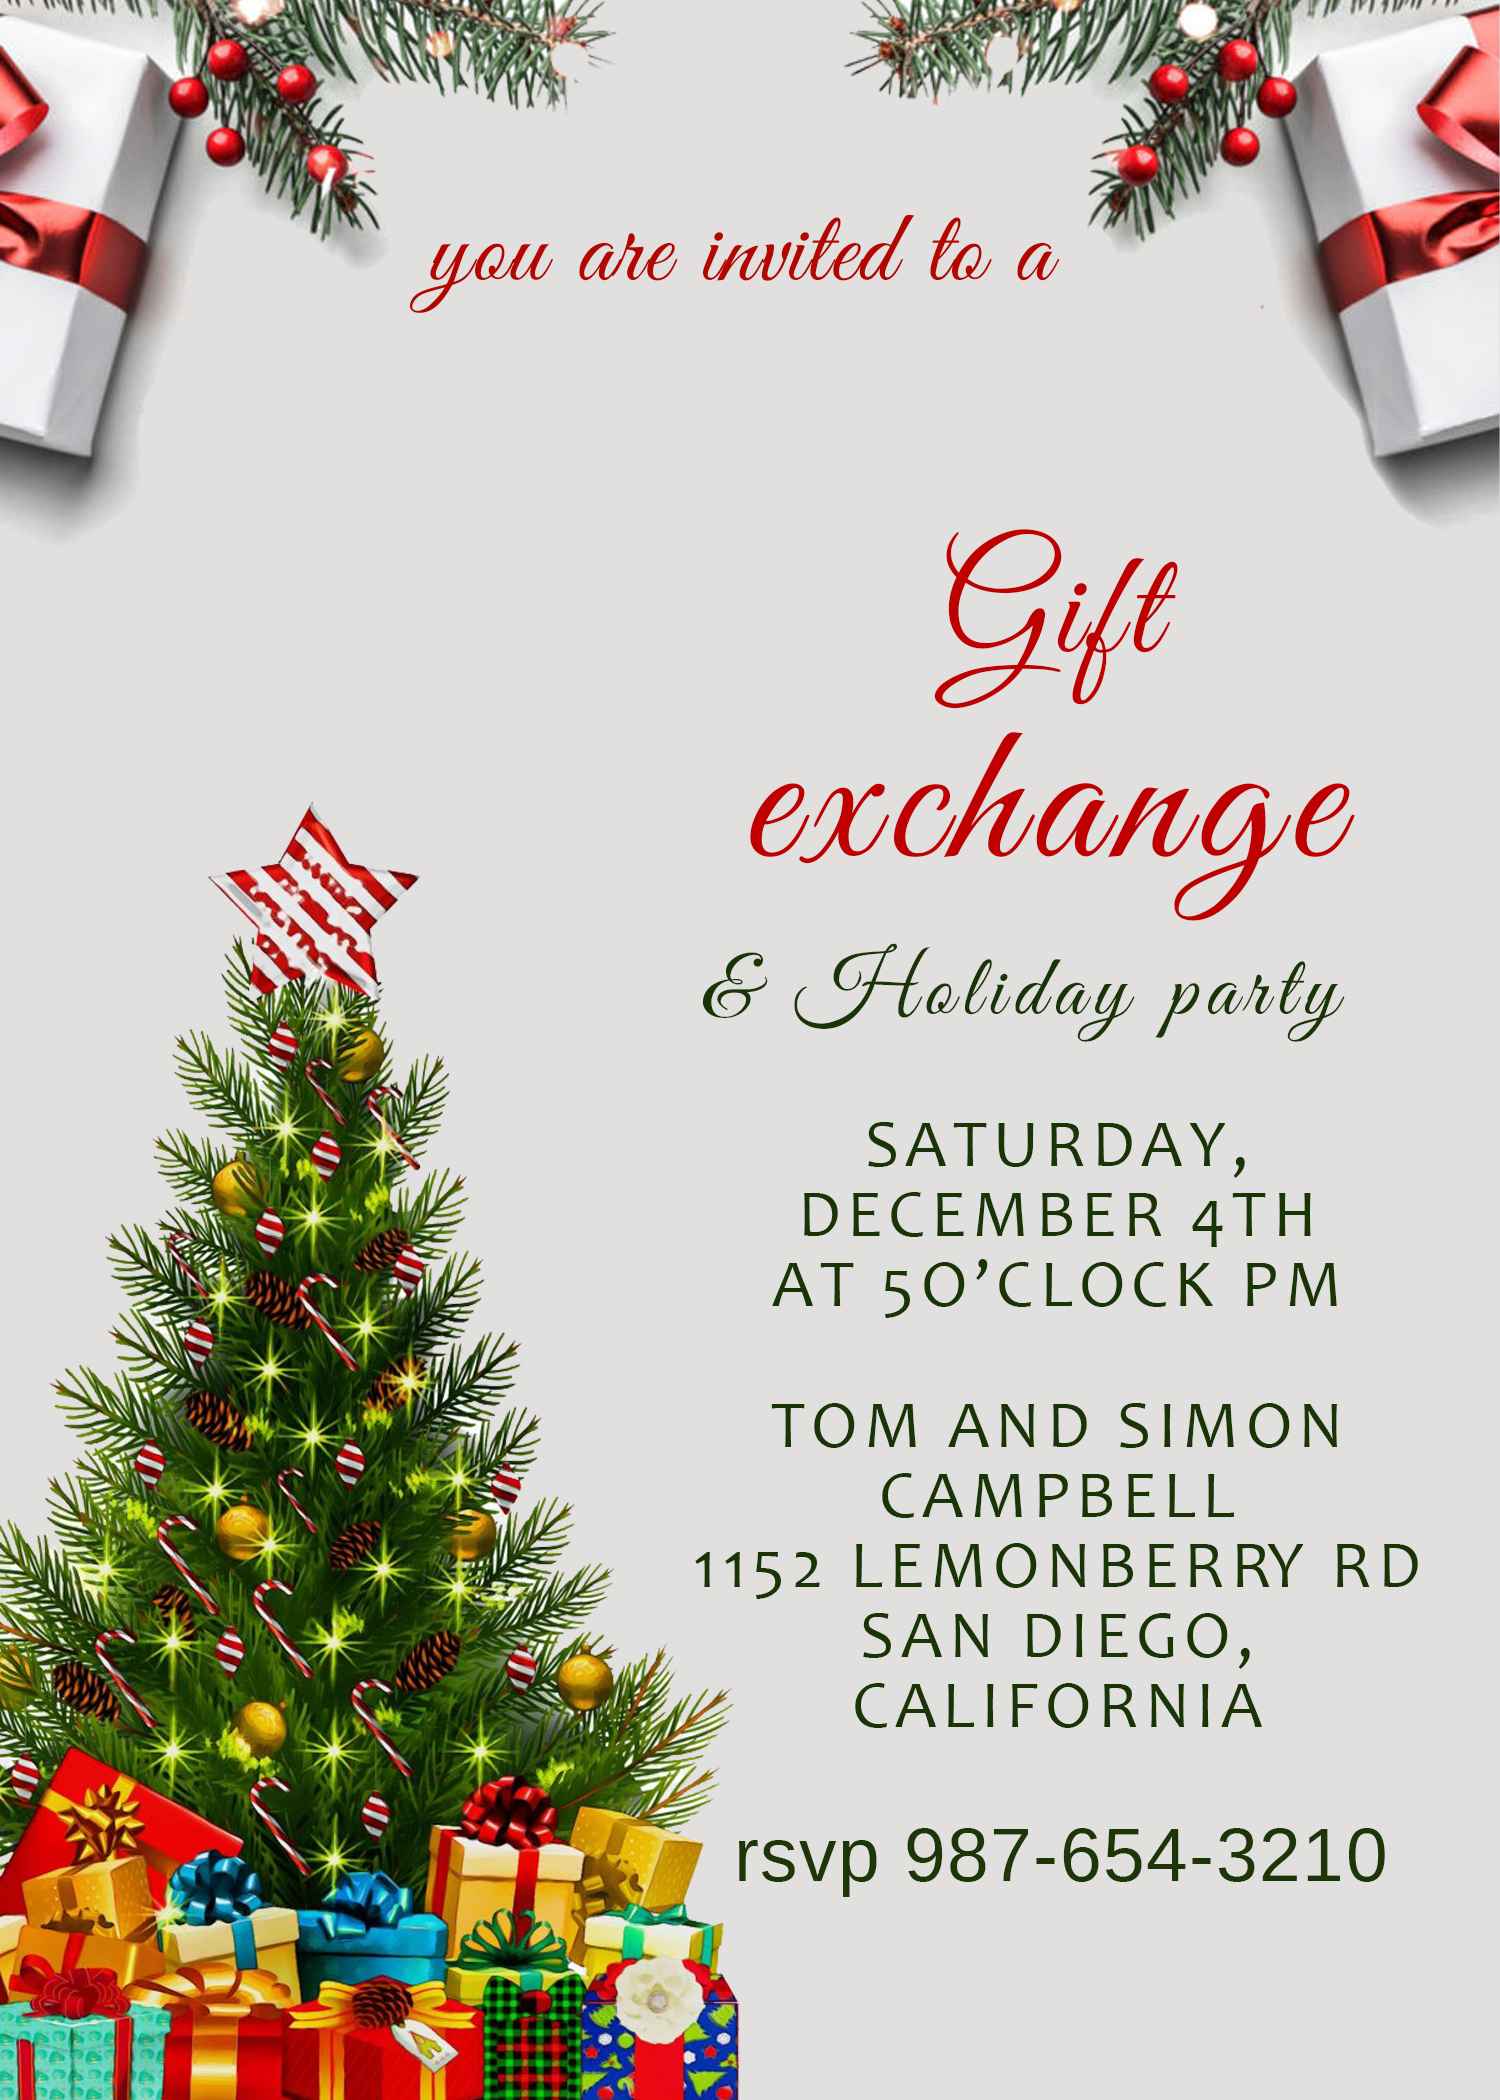 you are invited to a
Gift
exchange
& Holiday party
SATURDAY,
DECEMBER 4TH
AT 5O'CLOCK PM
TOM AND SIMON
CAMPBELL
1152 LEMONBERRY RD
SAN DIEGO,
CALIFORNIA
rsvp 987-654-3210